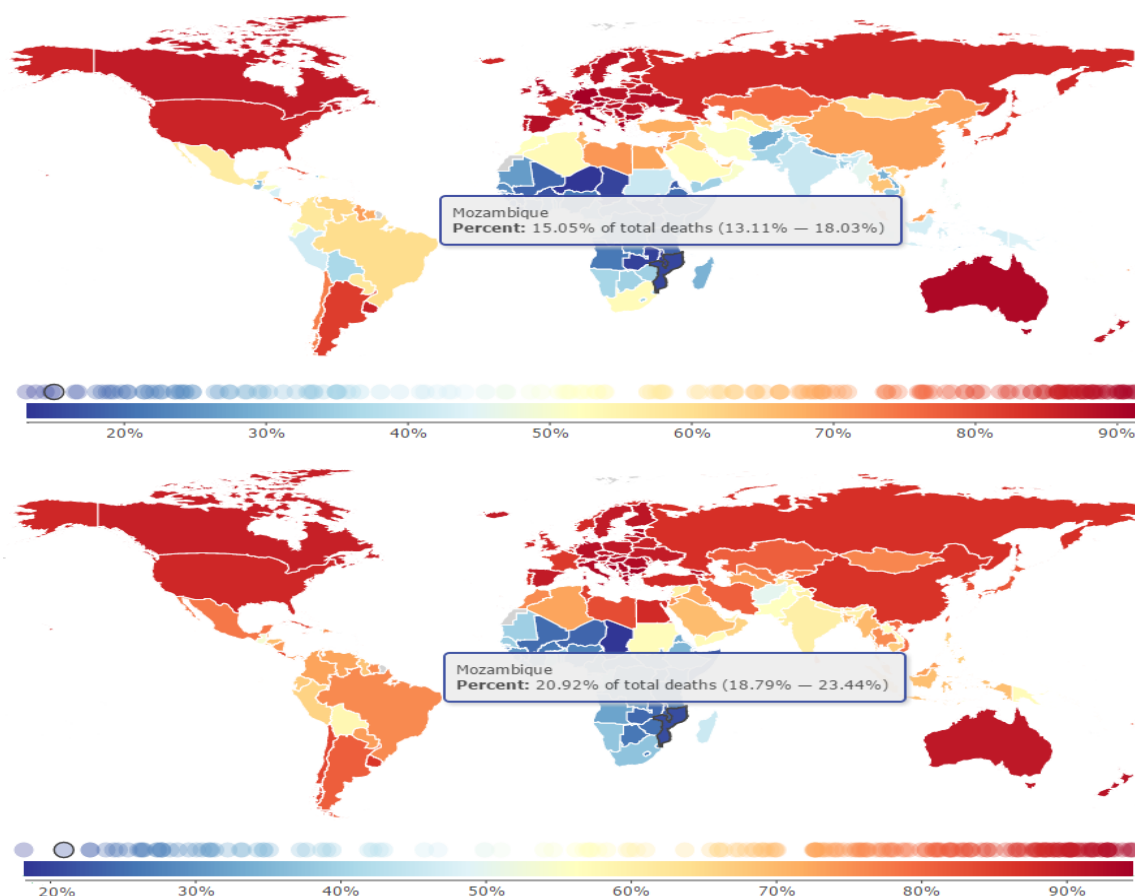 Mozambique
Percent: 15.05% of total deaths (13.11% — 18.03%)
20% 30% 40% 50% 60% 70% 80% 90%
Mozambique
Percent: 20.92% of total deaths (18.79% — 23.44%)
20% 30% 40% 50% 60% 70% 80% 90%